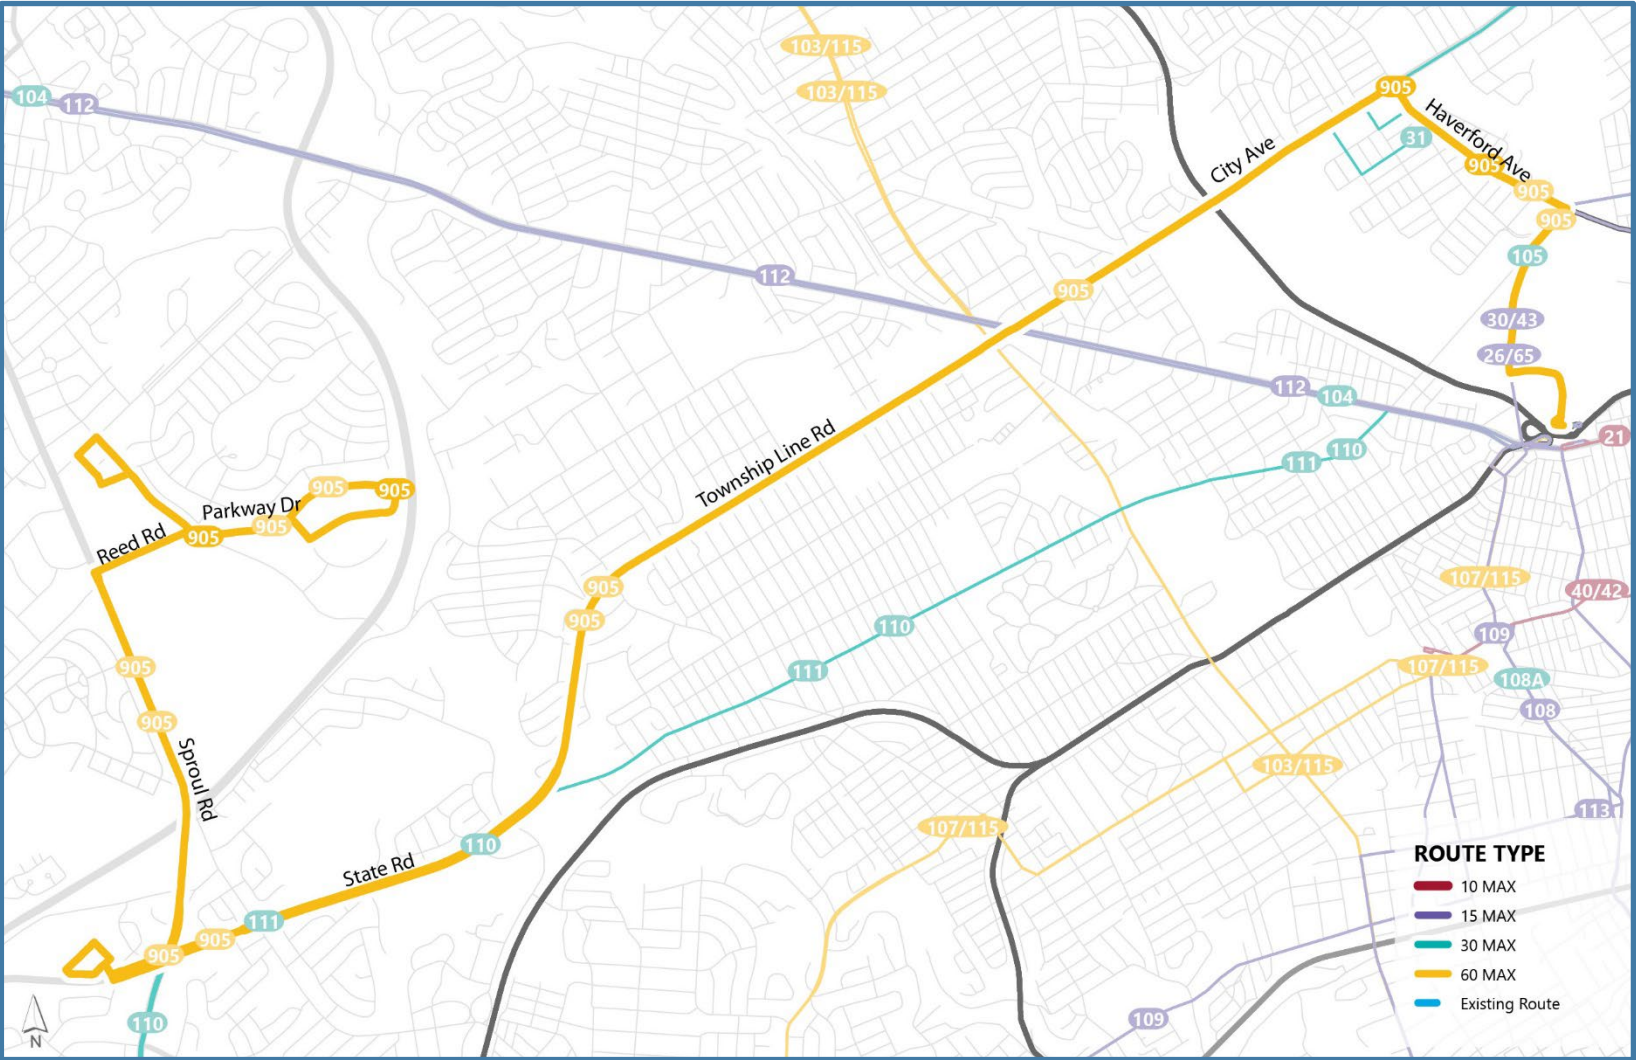 103/115
103/115
905
104
112
Haverford Ave
31
City Ave
905
905
905
105
112
905
30/43
26/65
112
104
21
Township Line Rd
110
111
905
905
Parkway Dr
905
905
Reed Rd
107/115
905
40/42
905
110
109
905
107/115
111
108A
108
905
Sproul Rd
103/115
113
107/115
110
State Rd
111
905
905
110
109
N
ROUTE TYPE
10 MAX
15 MAX
30 MAX
60 MAX
Existing Route